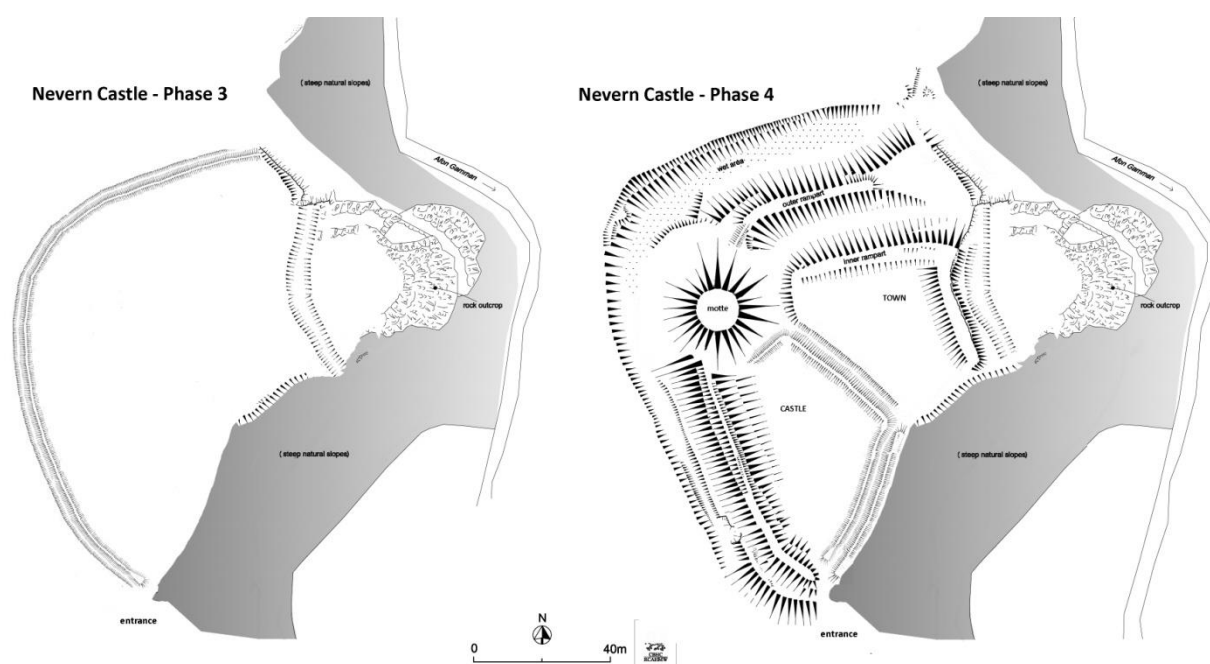 Nevern Castle - Phase 3
( steep natural slopes)
Afon Gamman
rock outcrop
( steep natural slopes)
entrance
Nevern Castle - Phase 4
( steep natural slopes)
Afon Gamman
wet area
outer rampart
inner rampart
TOWN
motte
rock outcrop
CASTLE
( steep natural slopes)
entrance
N
0 40m
CBHC
RCAHMW